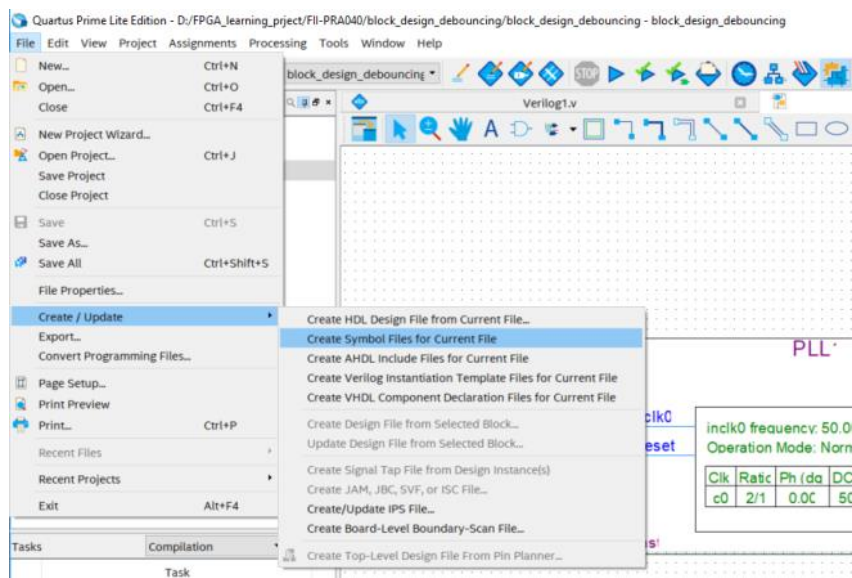 Quartus Prime Lite Edition - D:/FPGA_learning_prject/FII-PRA040/block_design_debouncing/block_design_debouncing - block_design_debouncing
File Edit View Project Assignments Processing Tools Window Help
New... Ctrl+N
Open... Ctrl+O
Close Ctrl+F4
New Project Wizard...
Open Project... Ctrl+J
Save Project
Close Project
Save Ctrl+S
Save As...
Save All Ctrl+Shift+S
File Properties...
Create / Update
Export...
Convert Programming Files...
Page Setup...
Print Preview
Print... Ctrl+P
Recent Files
Recent Projects
Exit Alt+F4
block_design_debouncing
STOP
Verilog1.v
A
Create HDL Design File from Current File...
Create Symbol Files for Current File
Create AHDL Include Files for Current File
Create Verilog Instantiation Template Files for Current File
Create VHDL Component Declaration Files for Current File
Create Design File from Selected Block...
Update Design File from Selected Block...
Create Signal Tap File from Design Instance(s)
Create JAM, JBC, SVF, or ISC File...
Create/Update IPS File...
Create Board-Level Boundary-Scan File...
Create Top-Level Design File From Pin Planner...
PLL
clk0
eset
inclk0 frequency: 50.0
Operation Mode: Norm
Clk Ratio Ph (dg DC
c0 2/1 0.00 50
Tasks Compilation
Task